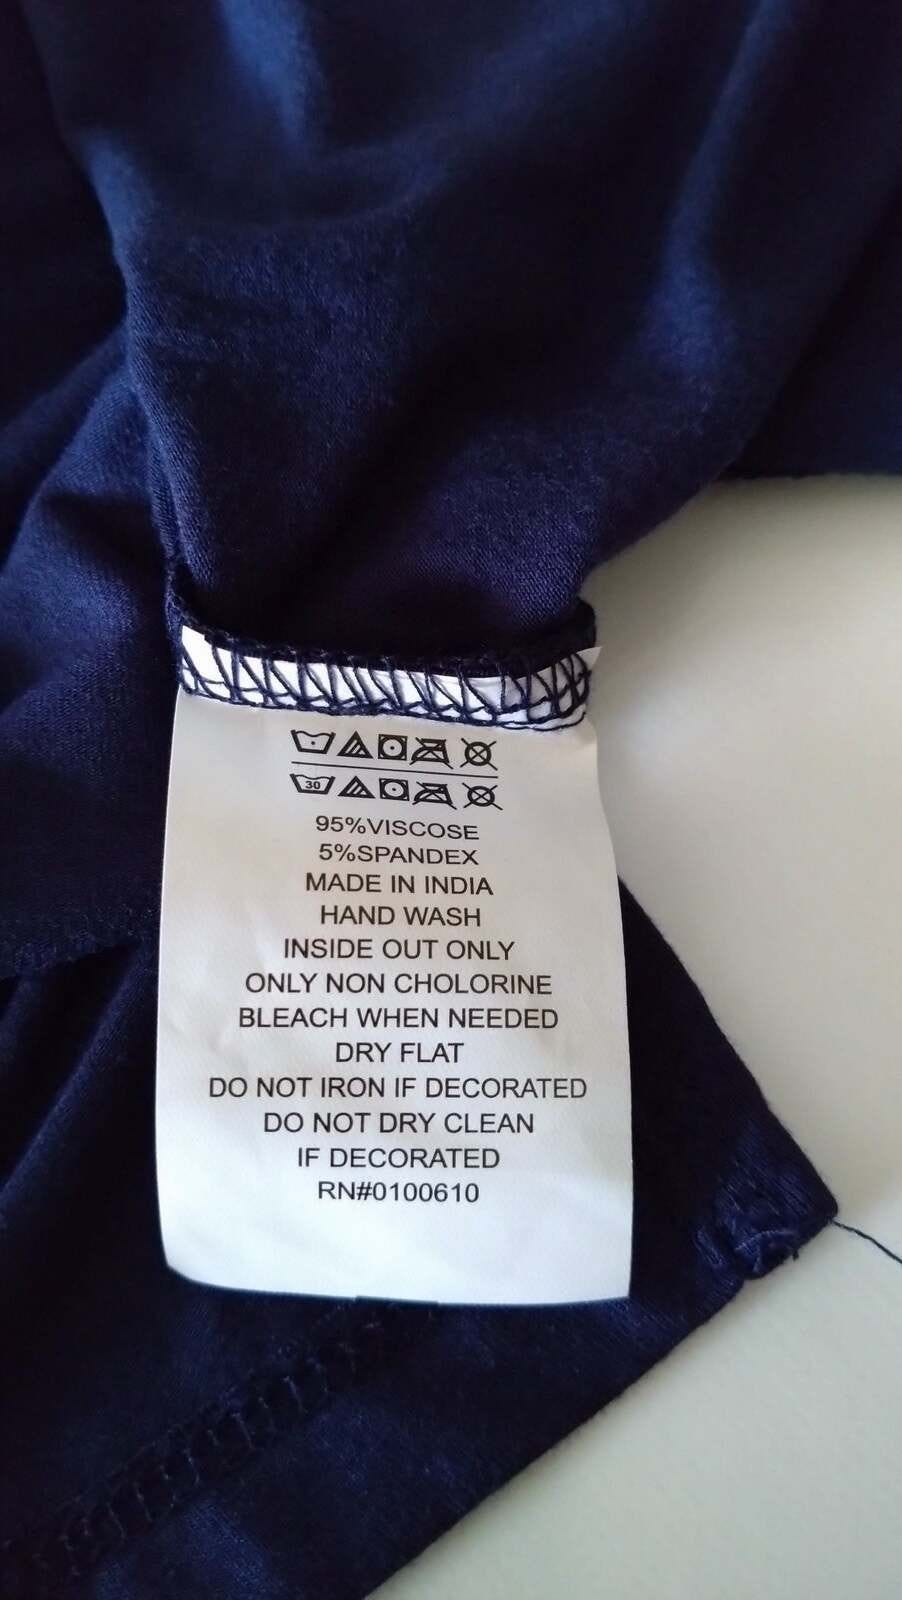 30
95%VISCOSE
5%SPANDEX
MADE IN INDIA
HAND WASH
INSIDE OUT ONLY
ONLY NON CHOLORINE
BLEACH WHEN NEEDED
DRY FLAT
DO NOT IRON IF DECORATED
DO NOT DRY CLEAN
IF DECORATED
RN#0100610